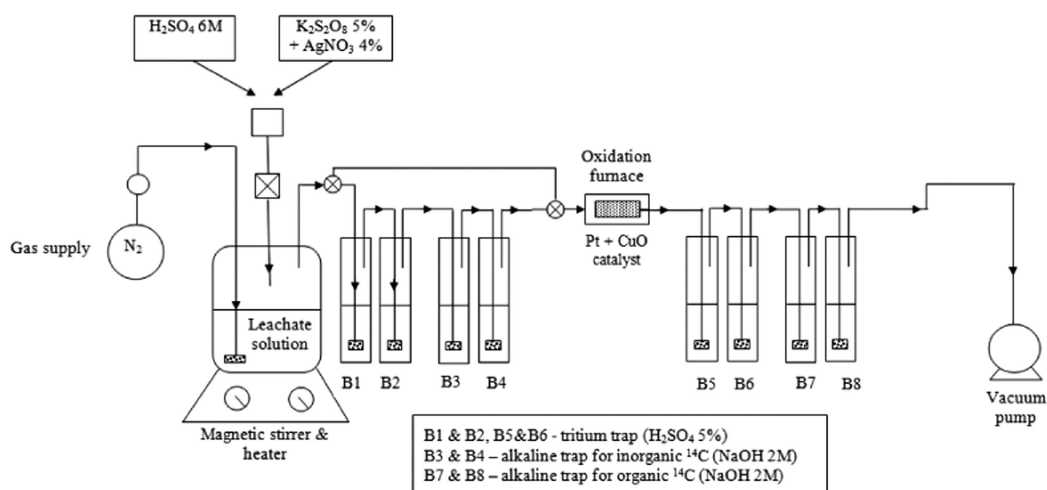 H₂SO₄ 6M
K₂S₂O₈ 5%
+ AgNO₃ 4%
Oxidation
furnace
Pt + CuO
catalyst
Gas supply
N₂
Leachate
solution
B1
B2
B3
B4
B5
B6
B7
B8
Magnetic stirrer &
heater
Vacuum
pump
B1 & B2, B5&B6 - tritium trap (H₂SO₄ 5%)
B3 & B4 – alkaline trap for inorganic ¹⁴C (NaOH 2M)
B7 & B8 – alkaline trap for organic ¹⁴C (NaOH 2M)